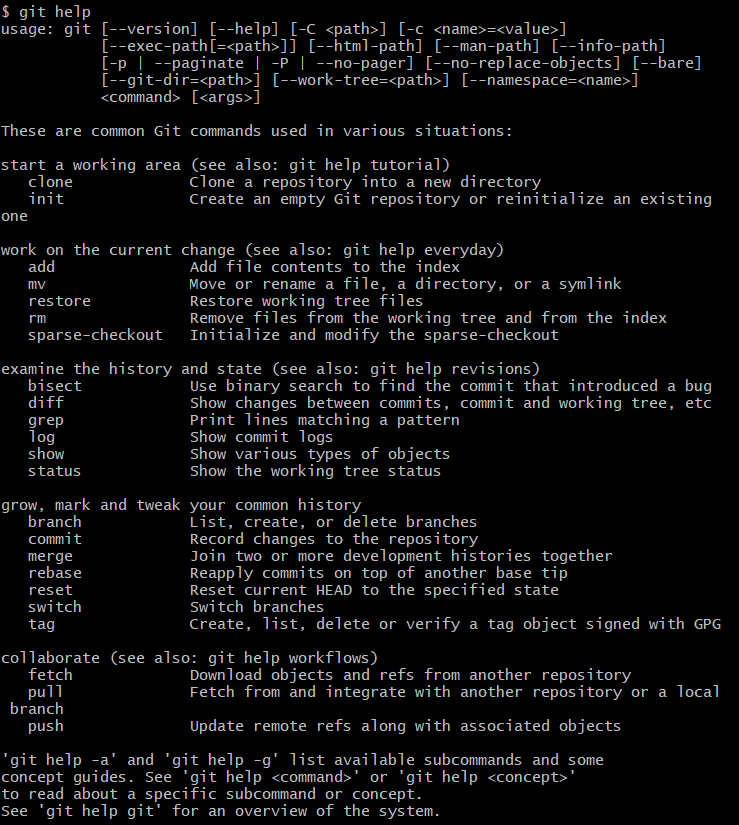 $ git help
usage: git [--version] [--help] [-C <path>] [-c <name>=<value>]
           [--exec-path[=<path>]] [--html-path] [--man-path] [--info-path]
           [-p | --paginate | -P | --no-pager] [--no-replace-objects] [--bare]
           [--git-dir=<path>] [--work-tree=<path>] [--namespace=<name>]
           <command> [<args>]

These are common Git commands used in various situations:

start a working area (see also: git help tutorial)
   clone             Clone a repository into a new directory
   init              Create an empty Git repository or reinitialize an existing
one

work on the current change (see also: git help everyday)
   add               Add file contents to the index
   mv                Move or rename a file, a directory, or a symlink
   restore           Restore working tree files
   rm                Remove files from the working tree and from the index
   sparse-checkout   Initialize and modify the sparse-checkout

examine the history and state (see also: git help revisions)
   bisect            Use binary search to find the commit that introduced a bug
   diff              Show changes between commits, commit and working tree, etc
   grep              Print lines matching a pattern
   log               Show commit logs
   show              Show various types of objects
   status            Show the working tree status

grow, mark and tweak your common history
   branch            List, create, or delete branches
   commit            Record changes to the repository
   merge             Join two or more development histories together
   rebase            Reapply commits on top of another base tip
   reset             Reset current HEAD to the specified state
   switch            Switch branches
   tag               Create, list, delete or verify a tag object signed with GPG

collaborate (see also: git help workflows)
   fetch             Download objects and refs from another repository
   pull              Fetch from and integrate with another repository or a local
 branch
   push              Update remote refs along with associated objects

'git help -a' and 'git help -g' list available subcommands and some
concept guides. See 'git help <command>' or 'git help <concept>'
to read about a specific subcommand or concept.
See 'git help git' for an overview of the system.